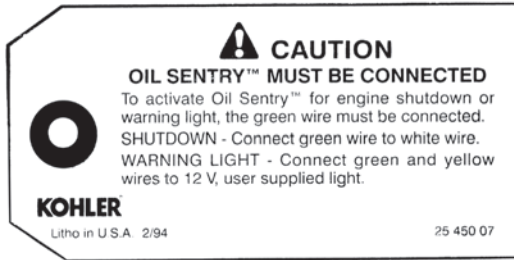 CAUTION
OIL SENTRY™ MUST BE CONNECTED
To activate Oil Sentry™ for engine shutdown or
warning light, the green wire must be connected.
SHUTDOWN - Connect green wire to white wire.
WARNING LIGHT - Connect green and yellow
wires to 12 V, user supplied light.
KOHLER
Litho in U.S.A. 2/94 25 450 07